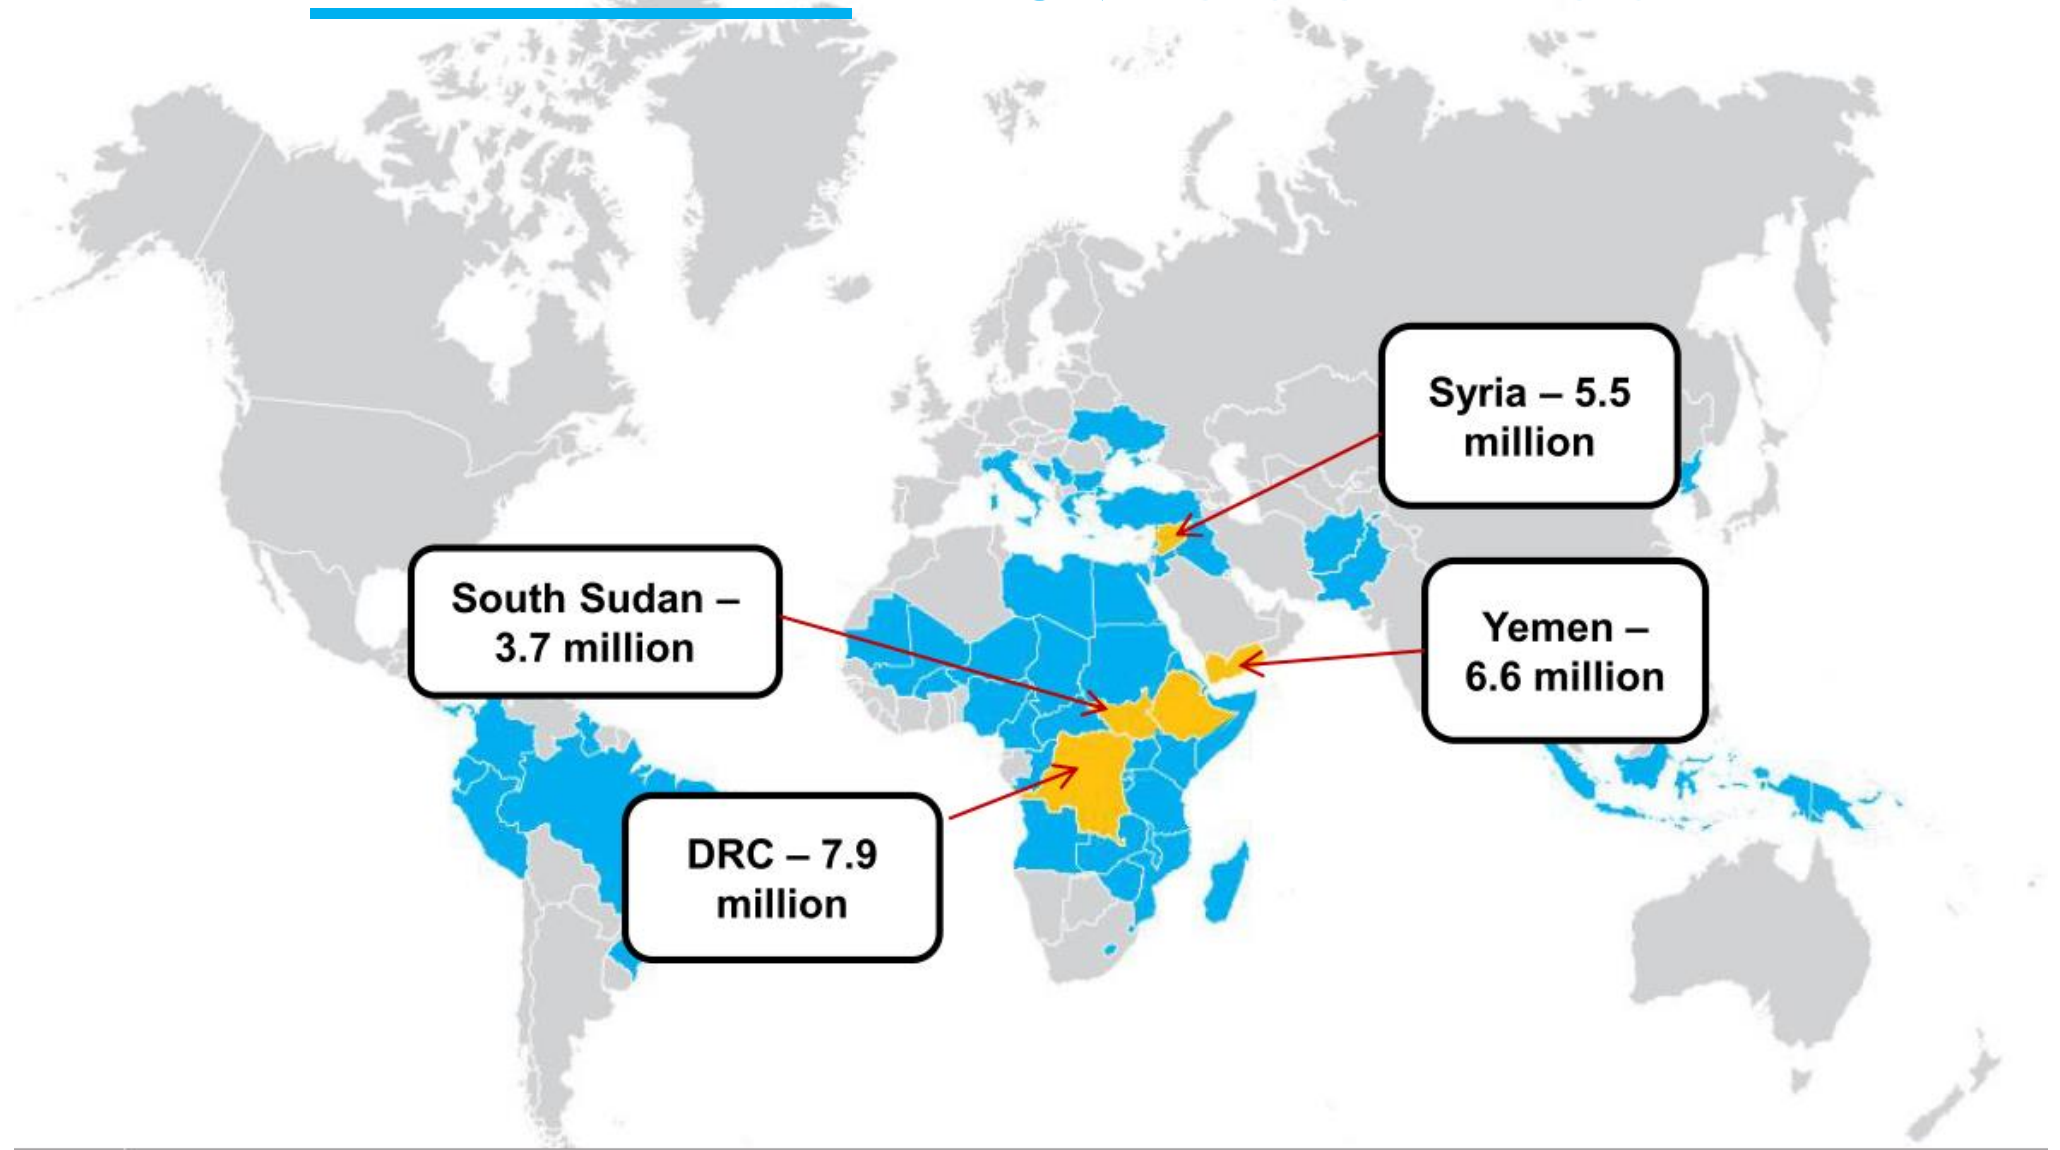 Syria – 5.5
million
South Sudan –
3.7 million
Yemen –
6.6 million
DRC – 7.9
million